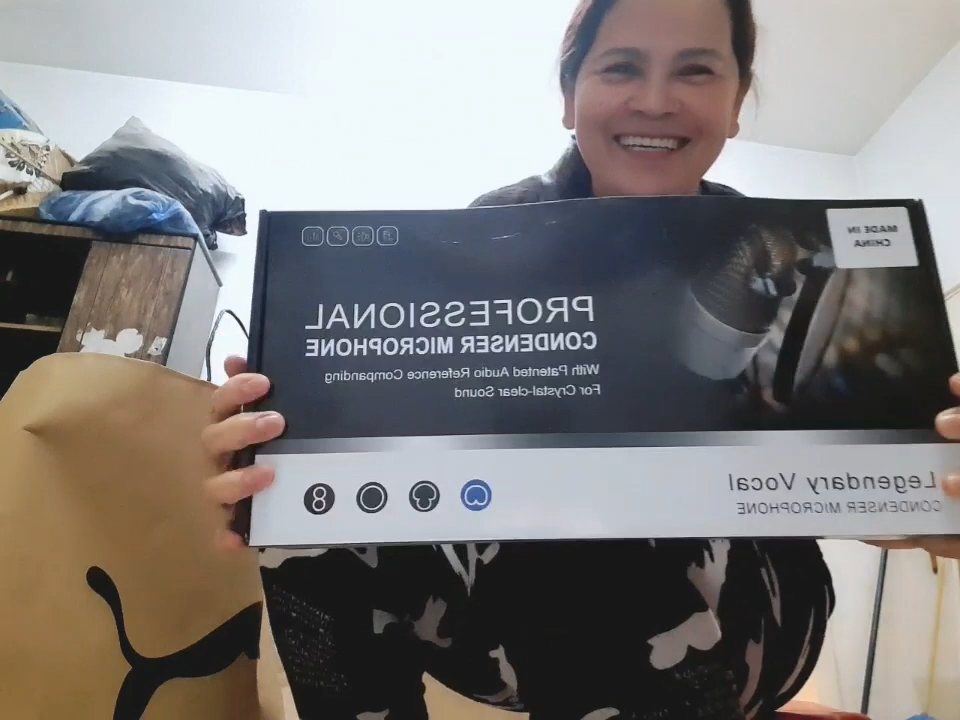 MADE IN
CHINA
PROFESSIONAL
CONDENSER MICROPHONE
With Patented Audio Reference Companding
For Crystal-clear Sound
Legendary Vocal
CONDENSER MICROPHONE